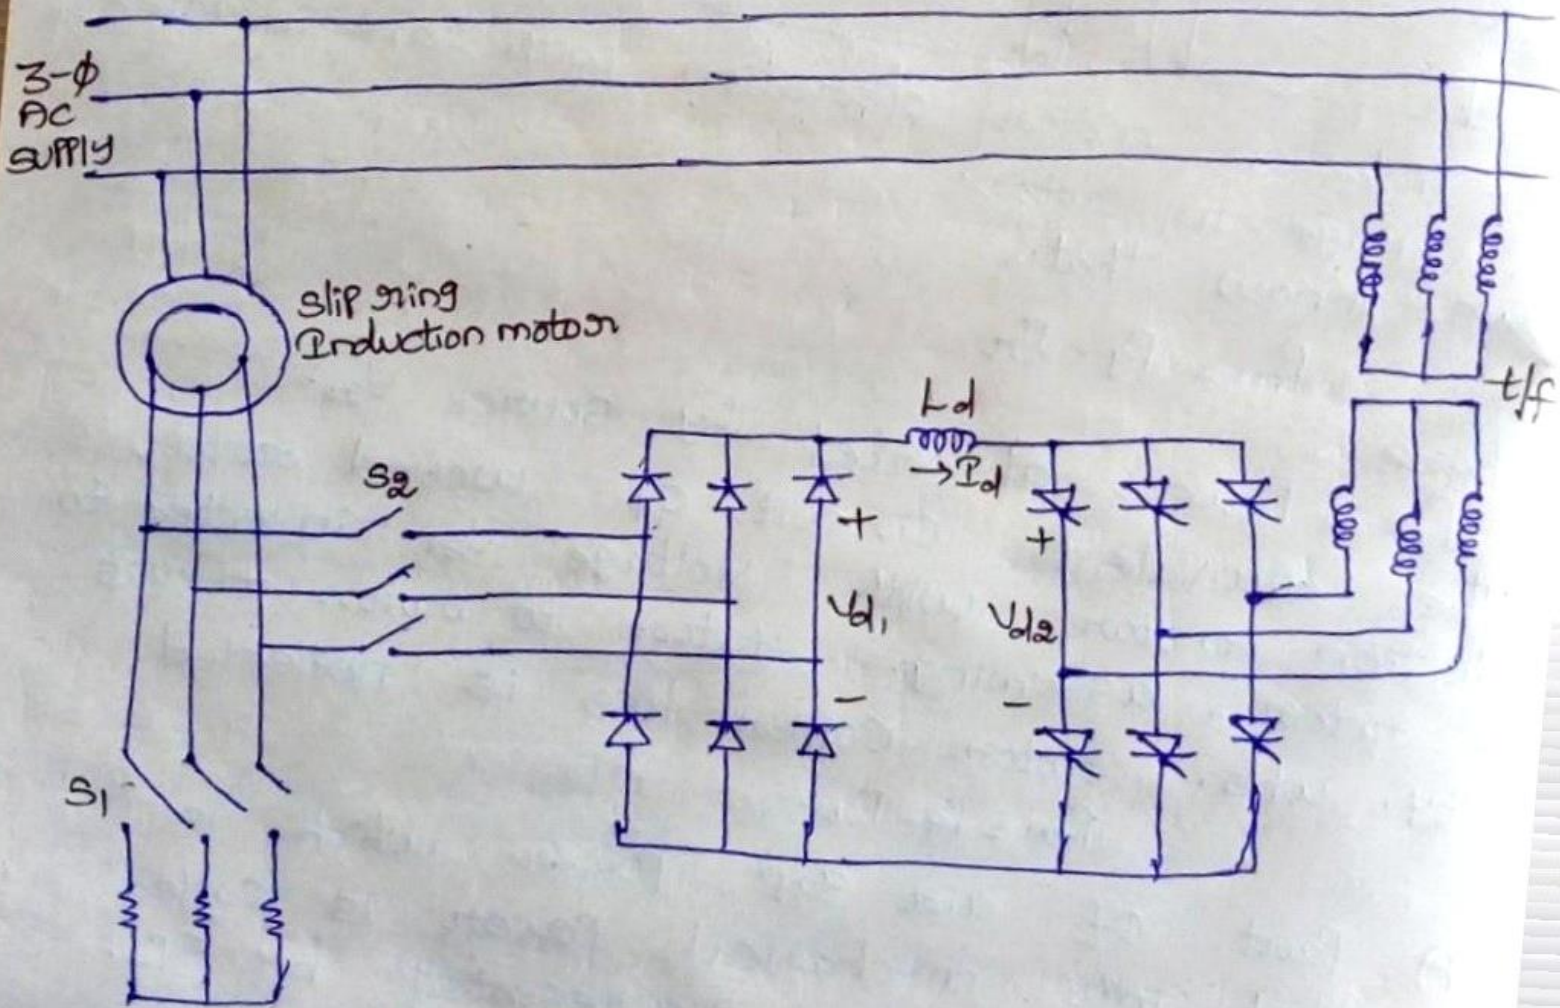 3-ϕ
AC
SUPPLY
Slip ring
Induction motor
t/f
Ld
→Id
S2
+
+
Vd1
Vd2
-
-
S1